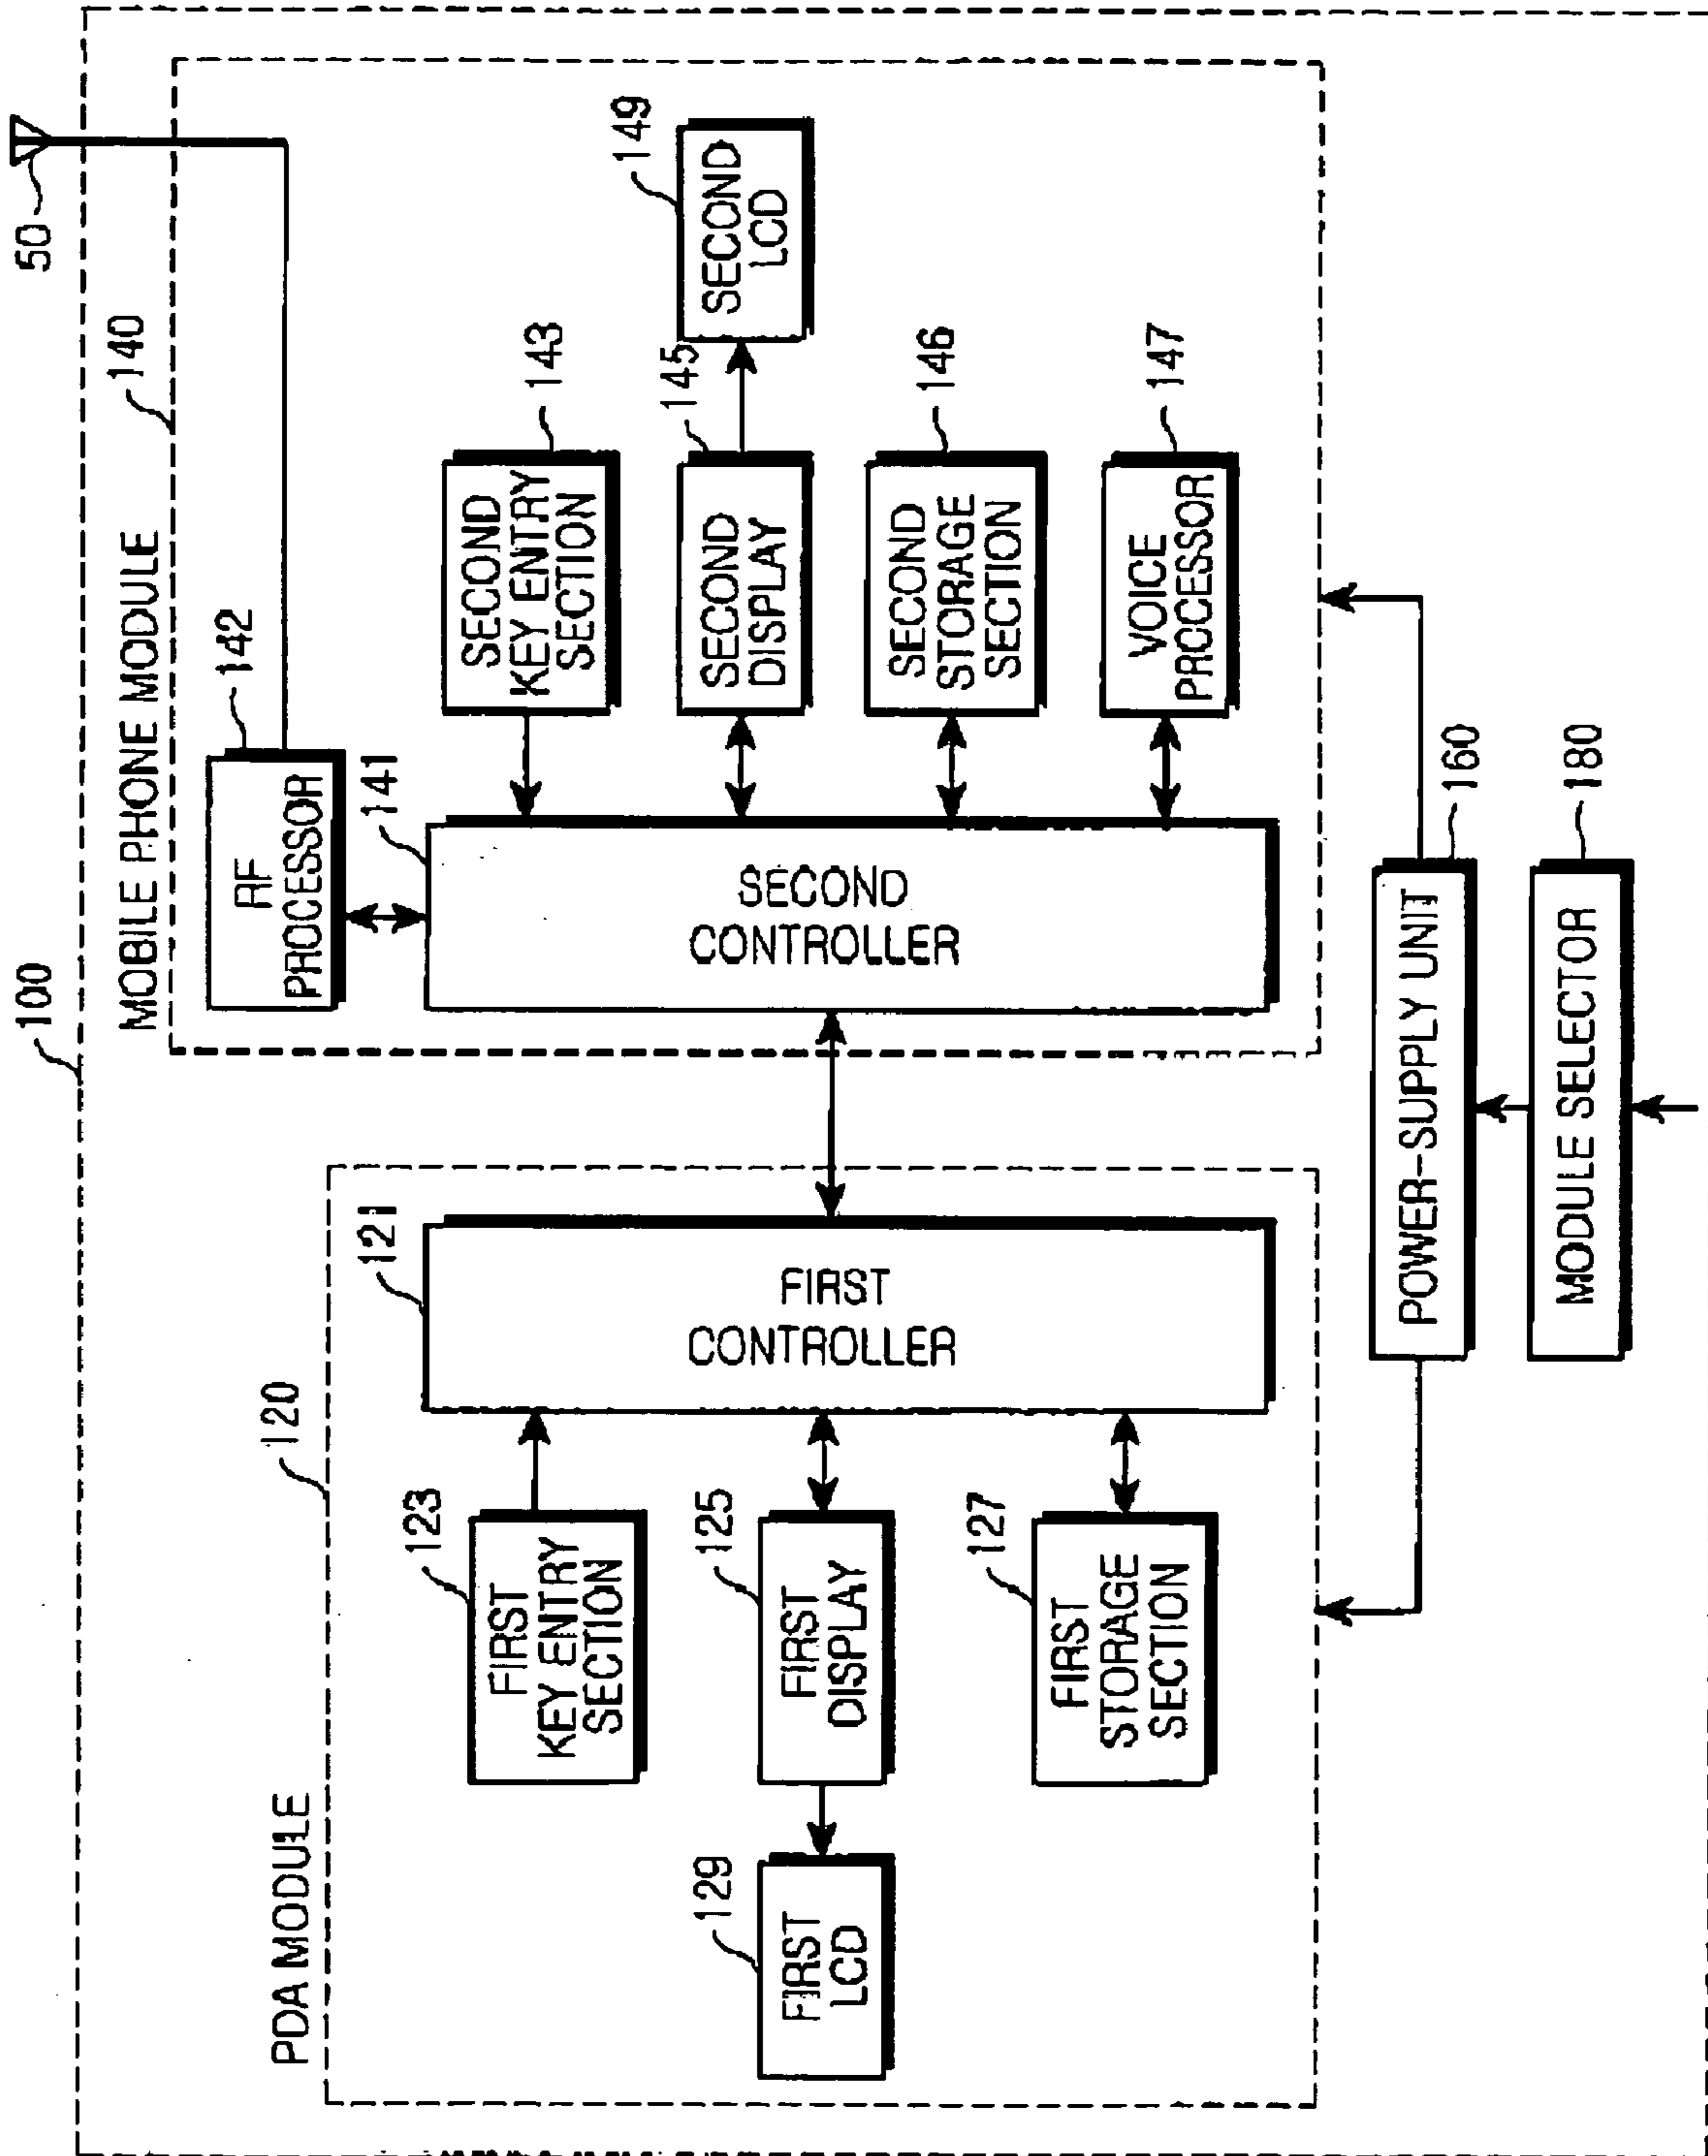 100
50
MOBILE PHONE MODULE
140
RF
PROCESSOR
142
PDA MODULE
120
121
141
FIRST
KEY ENTRY
SECTION
123
SECOND
KEY ENTRY
SECTION
143
FIRST
LCD
129
FIRST
DISPLAY
125
FIRST
CONTROLLER
SECOND
CONTROLLER
SECOND
DISPLAY
145
SECOND
LCD
149
FIRST
STORAGE
SECTION
127
SECOND
STORAGE
SECTION
146
VOICE
PROCESSOR
147
POWER-SUPPLY UNIT
160
MODULE SELECTOR
180